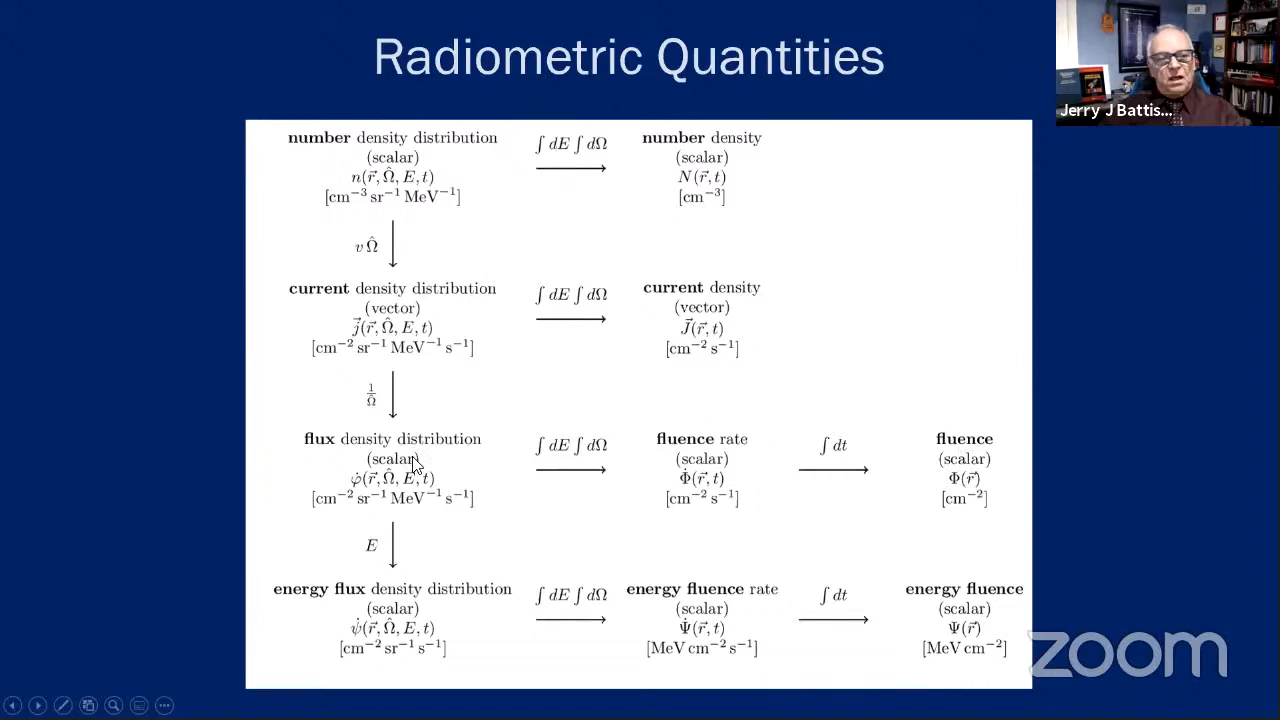 Radiometric Quantities
Jerry J Battis...
number density distribution
(scalar)
n(r⃗, Ω̂, E, t)
[cm⁻³ sr⁻¹ MeV⁻¹]
∫ dE ∫ dΩ
number density
(scalar)
N(r⃗, t)
[cm⁻³]
v Ω̂
current density distribution
(vector)
j⃗(r⃗, Ω̂, E, t)
[cm⁻² sr⁻¹ MeV⁻¹ s⁻¹]
∫ dE ∫ dΩ
current density
(vector)
J⃗(r⃗, t)
[cm⁻² s⁻¹]
1/Ω̂
flux density distribution
(scalar)
φ̇(r⃗, Ω̂, E, t)
[cm⁻² sr⁻¹ MeV⁻¹ s⁻¹]
∫ dE ∫ dΩ
fluence rate
(scalar)
Φ̇(r⃗, t)
[cm⁻² s⁻¹]
∫ dt
fluence
(scalar)
Φ(r⃗)
[cm⁻²]
E
energy flux density distribution
(scalar)
ψ̇(r⃗, Ω̂, E, t)
[cm⁻² sr⁻¹ s⁻¹]
∫ dE ∫ dΩ
energy fluence rate
(scalar)
Ψ̇(r⃗, t)
[MeV cm⁻² s⁻¹]
∫ dt
energy fluence
(scalar)
Ψ(r⃗)
[MeV cm⁻²]
zoom